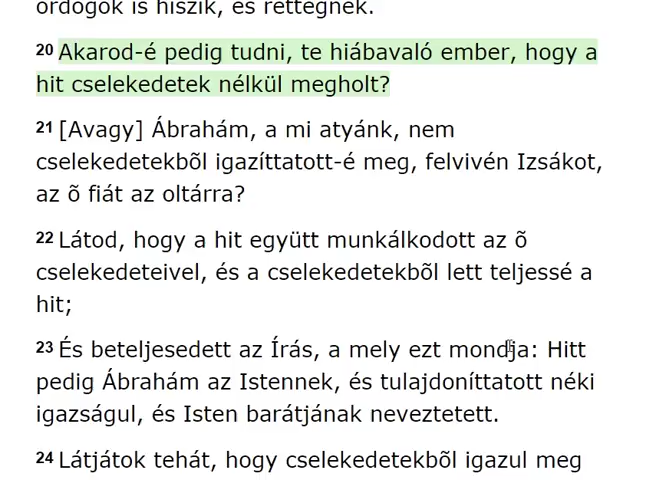 ördögök is hiszik, és rettegnek.
20 Akarod-é pedig tudni, te hiábavaló ember, hogy a
hit cselekedetek nélkül megholt?
21 [Avagy] Ábrahám, a mi atyánk, nem
cselekedetekbõl igazíttatott-é meg, felvivén Izsákot,
az õ fiát az oltárra?
22 Látod, hogy a hit együtt munkálkodott az õ
cselekedeteivel, és a cselekedetekbõl lett teljessé a
hit;
23 És beteljesedett az Írás, a mely ezt mondja: Hitt
pedig Ábrahám az Istennek, és tulajdoníttatott néki
igazságul, és Isten barátjának neveztetett.
24 Látjátok tehát, hogy cselekedetekbõl igazul meg